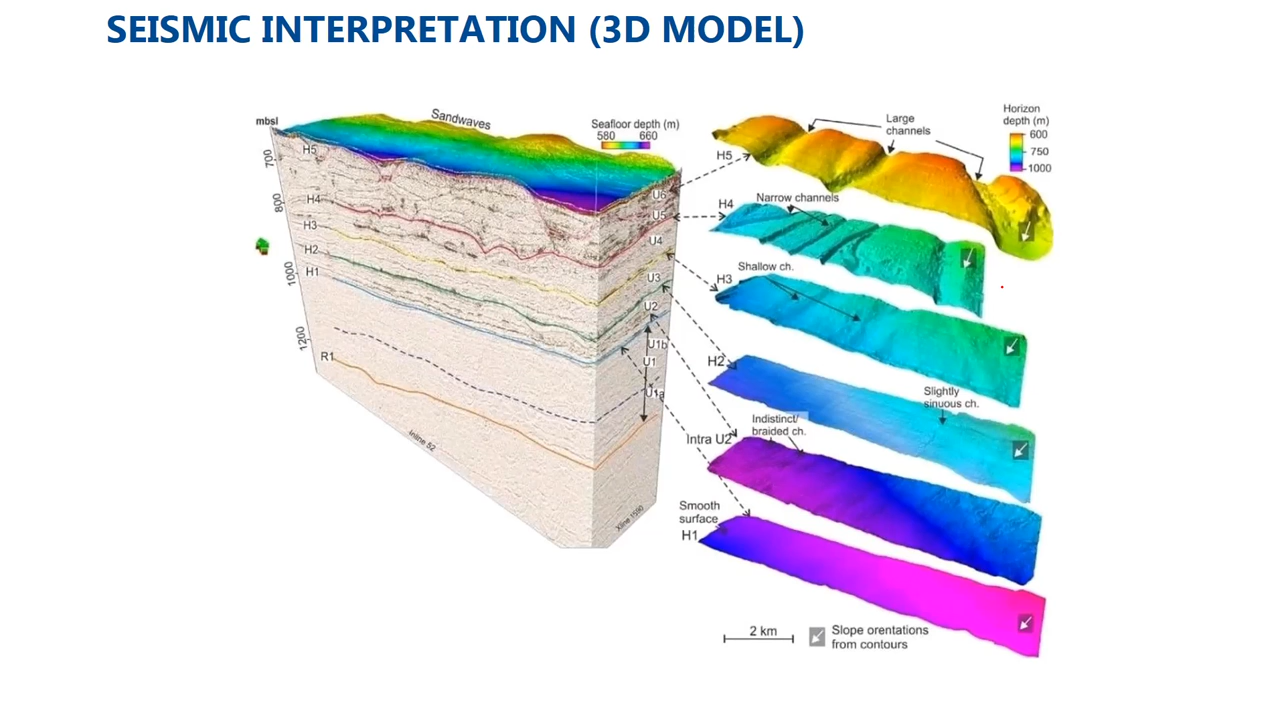 SEISMIC INTERPRETATION (3D MODEL)
mbsl
Sandwaves
Seafloor depth (m)
580 660
700
800
1000
1200
H5
H4
H3
H2
H1
R1
U6
U5
U4
U3
U2
U1b
U1
U1a
Inline 52
Xline 1590
Large
channels
Horizon
depth (m)
600
750
1000
H5
H4
Narrow channels
H3
Shallow ch.
H2
Slightly
sinuous ch.
Intra U2
Indistinct/
braided ch.
Smooth
surface
H1
2 km
Slope orentations
from contours